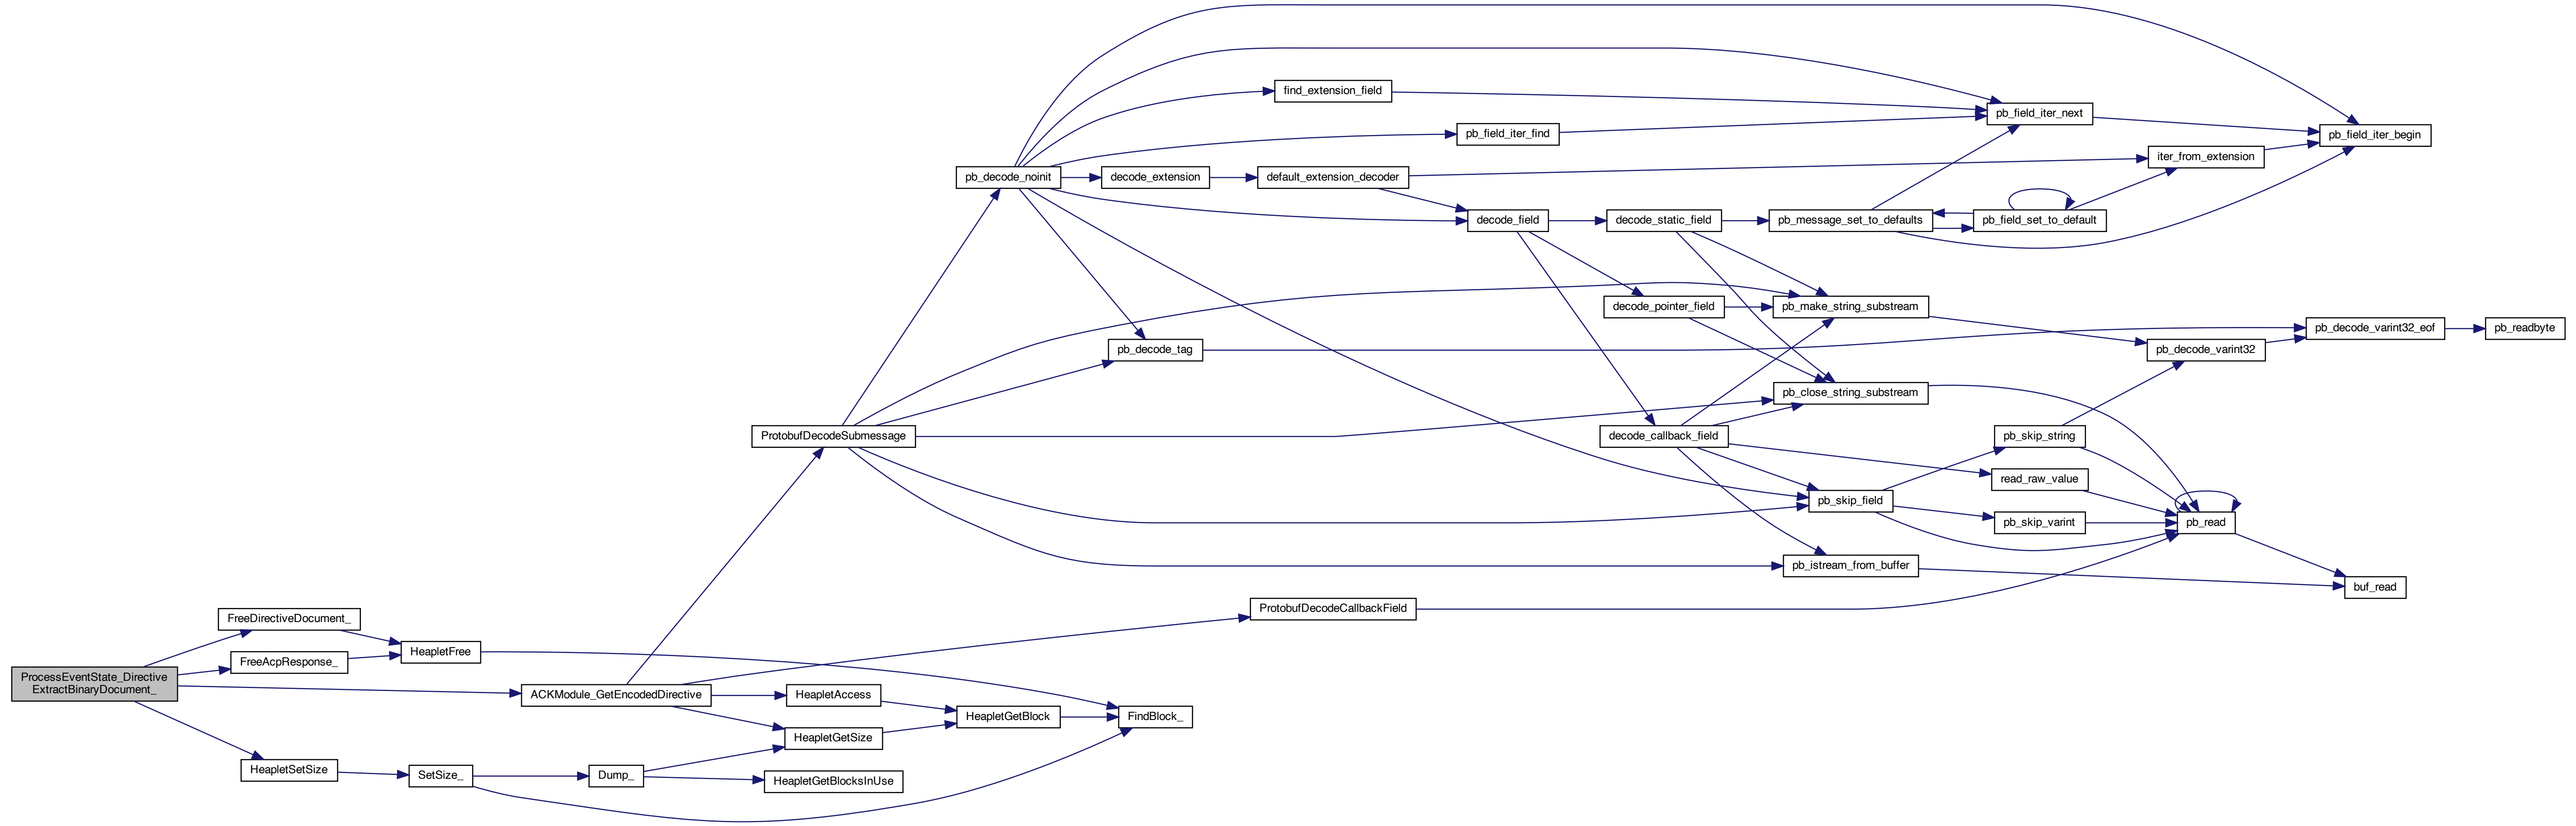 ProcessEventState_Directive
ExtractBinaryDocument_
FreeDirectiveDocument_
FreeAcpResponse_
HeapletFree
ACKModule_GetEncodedDirective
HeapletSetSize
SetSize_
Dump_
ProtobufDecodeSubmessage
HeapletAccess
HeapletGetSize
HeapletGetBlocksInUse
HeapletGetBlock
FindBlock_
pb_decode_noinit
decode_extension
pb_decode_tag
find_extension_field
pb_field_iter_find
default_extension_decoder
ProtobufDecodeCallbackField
decode_field
decode_static_field
decode_pointer_field
decode_callback_field
pb_message_set_to_defaults
pb_make_string_substream
pb_close_string_substream
pb_skip_field
pb_istream_from_buffer
pb_field_iter_next
pb_field_set_to_default
pb_skip_string
read_raw_value
pb_skip_varint
iter_from_extension
pb_decode_varint32
pb_read
pb_field_iter_begin
pb_decode_varint32_eof
buf_read
pb_readbyte